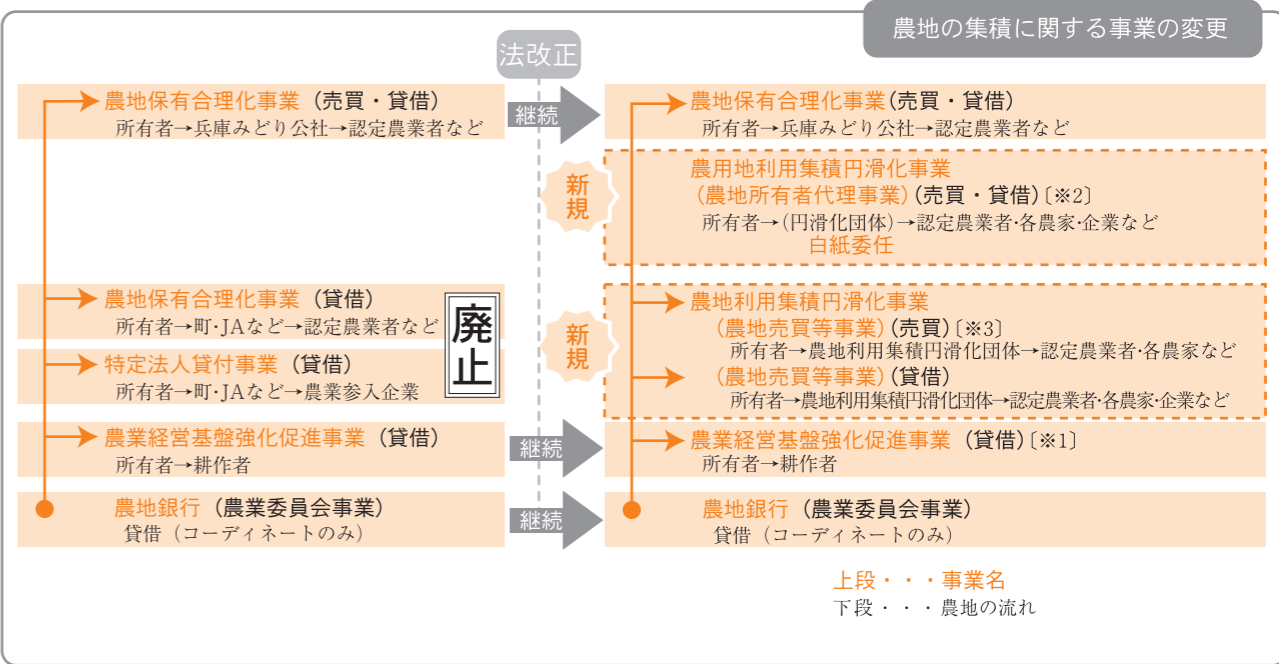 農地の集積に関する事業の変更
法改正
農地保有合理化事業（売買・貸借）
所有者→兵庫みどり公社→認定農業者など
継続
農地保有合理化事業(売買・貸借)
所有者→兵庫みどり公社→認定農業者など
新規
農用地利用集積円滑化事業
(農地所有者代理事業)(売買・貸借)〔※2〕
所有者→(円滑化団体)→認定農業者・各農家・企業など
白紙委任
農地保有合理化事業（貸借）
所有者→町・JAなど→認定農業者など
特定法人貸付事業（貸借）
所有者→町・JAなど→農業参入企業
廃止
新規
農地利用集積円滑化事業
(農地売買等事業)(売買)〔※3〕
所有者→農地利用集積円滑化団体→認定農業者・各農家など
(農地売買等事業)(貸借)
所有者→農地利用集積円滑化団体→認定農業者・各農家・企業など
農業経営基盤強化促進事業（貸借）
所有者→耕作者
継続
農業経営基盤強化促進事業（貸借)〔※1〕
所有者→耕作者
農地銀行（農業委員会事業）
貸借（コーディネートのみ）
継続
農地銀行（農業委員会事業）
貸借（コーディネートのみ）
上段・・・事業名
下段・・・農地の流れ